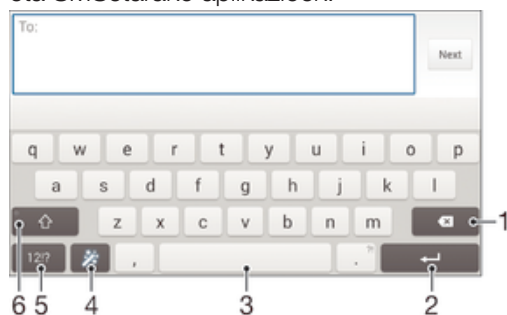 To:
Next
q w e r t y u i o p
a s d f g h j k l
z x c v b n m 1
12!? , . ?!
6 5 4 3 2